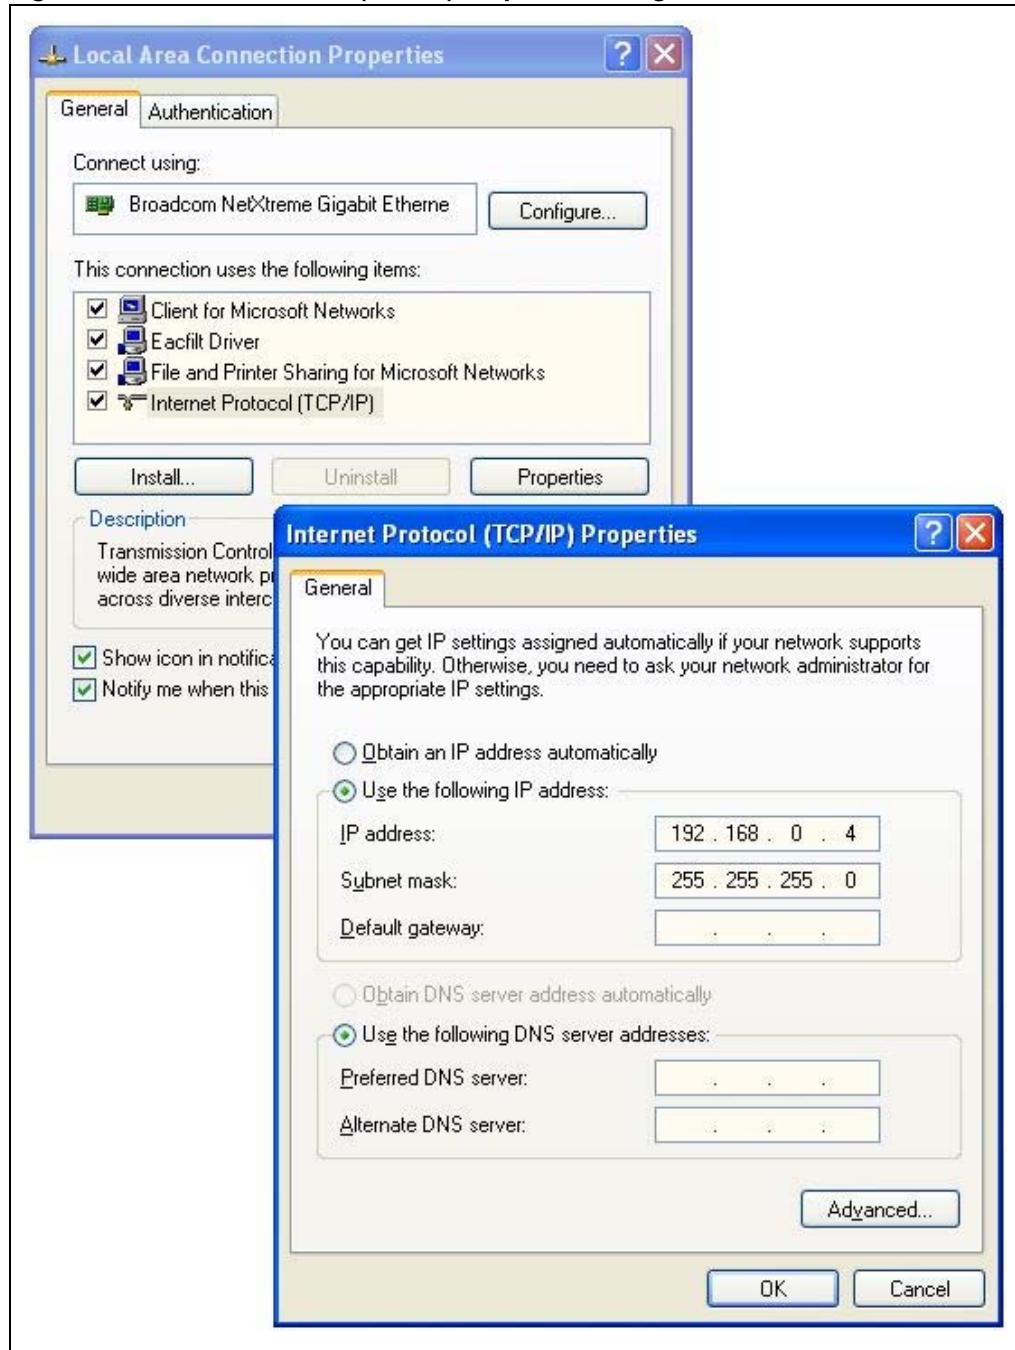 Local Area Connection Properties
General
Authentication
Connect using:
Broadcom NetXtreme Gigabit Etherne
Configure...
This connection uses the following items:
Client for Microsoft Networks
Eacfilt Driver
File and Printer Sharing for Microsoft Networks
Internet Protocol (TCP/IP)
Install...
Uninstall
Properties
Description
Transmission Control
wide area network
across diverse
Show icon in
Notify me when this
Internet Protocol (TCP/IP) Properties
General
You can get IP settings assigned automatically if your network supports
this capability. Otherwise, you need to ask your network administrator for
the appropriate IP settings.
Obtain an IP address automatically
Use the following IP address:
IP address:
192 . 168 . 0 . 4
Subnet mask:
255 . 255 . 255 . 0
Default gateway:
. . .
Obtain DNS server address automatically
Use the following DNS server addresses:
Preferred DNS server:
. . .
Alternate DNS server:
. . .
Advanced...
OK
Cancel